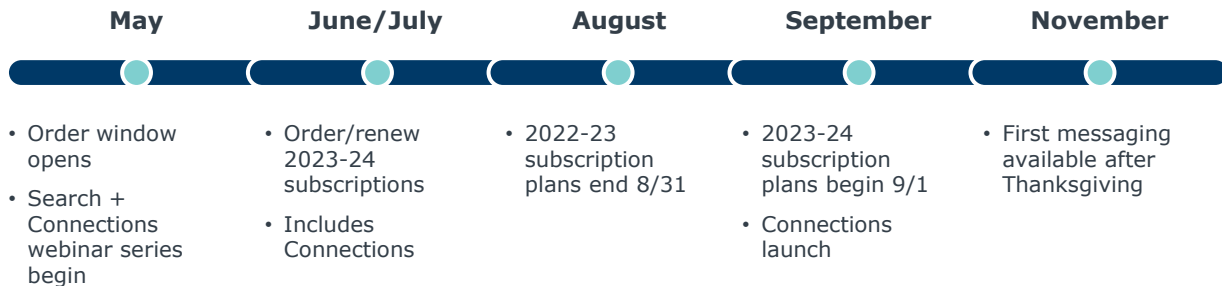 May
• Order window
opens
• Search +
Connections
webinar series
begin
June/July
• Order/renew
2023-24
subscriptions
• Includes
Connections
August
• 2022-23
subscription
plans end 8/31
September
• 2023-24
subscription
plans begin 9/1
• Connections
launch
November
• First messaging
available after
Thanksgiving